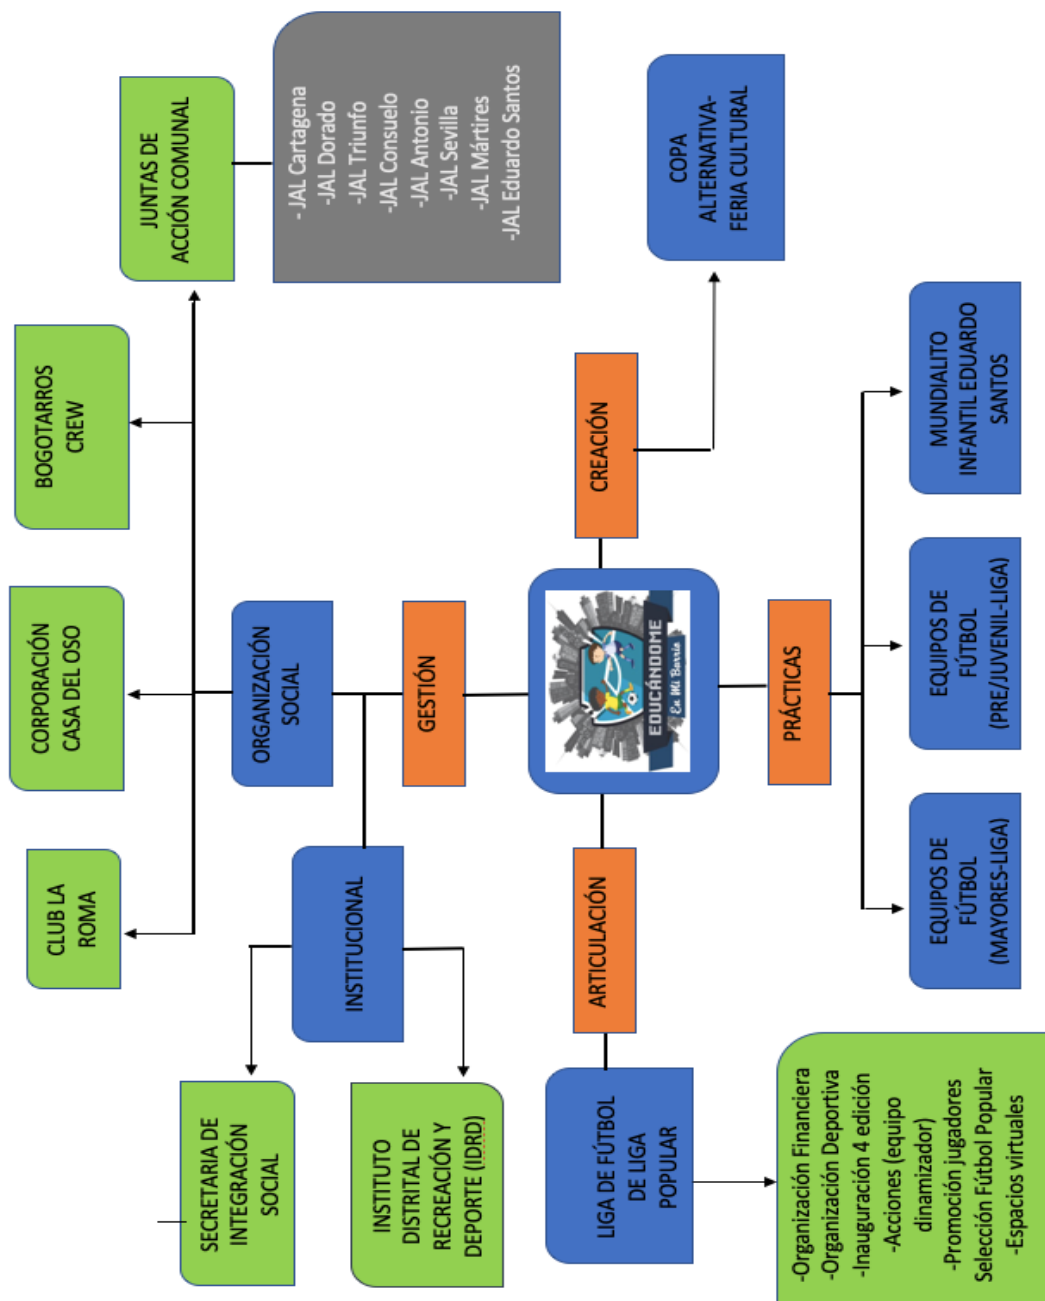 CLUB LA
ROMA
CORPORACIÓN
CASA DEL OSO
BOGOTARROS
CREW
JUNTAS DE
ACCIÓN COMUNAL
-JAL Cartagena
-JAL Dorado
-JAL Triunfo
-JAL Consuelo
-JAL Antonio
-JAL Sevilla
-JAL Mártires
-JAL Eduardo Santos
ORGANIZACIÓN
SOCIAL
SECRETARIA DE
INTEGRACIÓN
SOCIAL
INSTITUCIONAL
INSTITUTO
DISTRITAL DE
RECREACIÓN Y
DEPORTE (IDRD)
GESTIÓN
LIGA DE FÚTBOL
DE LIGA
POPULAR
ARTICULACIÓN
EDUCÁNDOME
En Mi Barrio
CREACIÓN
COPA
ALTERNATIVA-
FERIA CULTURAL
PRÁCTICAS
-Organización Financiera
-Organización Deportiva
-Inauguración 4 edición
-Acciones (equipo
dinamizador)
-Promoción jugadores
Selección Fútbol Popular
-Espacios virtuales
EQUIPOS DE
FÚTBOL
(MAYORES-LIGA)
EQUIPOS DE
FÚTBOL
(PRE/JUVENIL-LIGA)
MUNDIALITO
INFANTIL EDUARDO
SANTOS